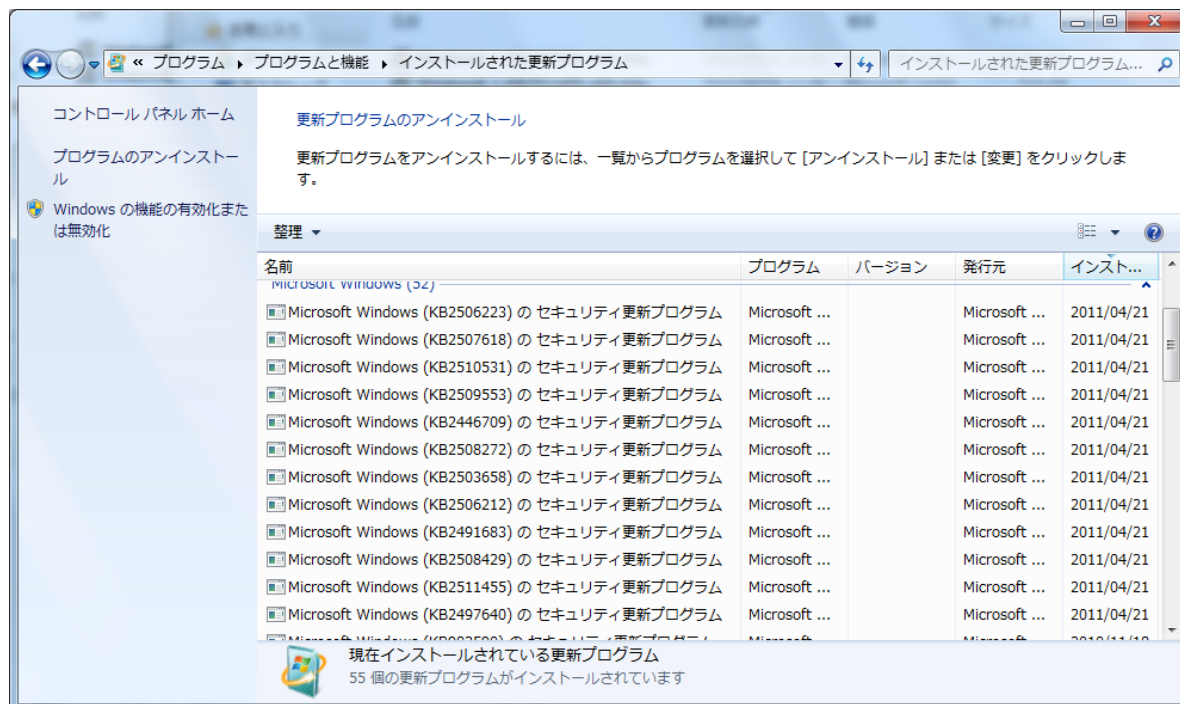 « プログラム ▸ プログラムと機能 ▸ インストールされた更新プログラム
インストールされた更新プログラム...
コントロール パネル ホーム
プログラムのアンインストー
ル
Windows の機能の有効化また
は無効化
更新プログラムのアンインストール
更新プログラムをアンインストールするには、一覧からプログラムを選択して [アンインストール] または [変更] をクリックしま
す。
整理
名前 プログラム バージョン 発行元 インスト...
Microsoft Windows (52)
Microsoft Windows (KB2506223) の セキュリティ更新プログラム Microsoft ... Microsoft ... 2011/04/21
Microsoft Windows (KB2507618) の セキュリティ更新プログラム Microsoft ... Microsoft ... 2011/04/21
Microsoft Windows (KB2510531) の セキュリティ更新プログラム Microsoft ... Microsoft ... 2011/04/21
Microsoft Windows (KB2509553) の セキュリティ更新プログラム Microsoft ... Microsoft ... 2011/04/21
Microsoft Windows (KB2446709) の セキュリティ更新プログラム Microsoft ... Microsoft ... 2011/04/21
Microsoft Windows (KB2508272) の セキュリティ更新プログラム Microsoft ... Microsoft ... 2011/04/21
Microsoft Windows (KB2503658) の セキュリティ更新プログラム Microsoft ... Microsoft ... 2011/04/21
Microsoft Windows (KB2506212) の セキュリティ更新プログラム Microsoft ... Microsoft ... 2011/04/21
Microsoft Windows (KB2491683) の セキュリティ更新プログラム Microsoft ... Microsoft ... 2011/04/21
Microsoft Windows (KB2508429) の セキュリティ更新プログラム Microsoft ... Microsoft ... 2011/04/21
Microsoft Windows (KB2511455) の セキュリティ更新プログラム Microsoft ... Microsoft ... 2011/04/21
Microsoft Windows (KB2497640) の セキュリティ更新プログラム Microsoft ... Microsoft ... 2011/04/21
現在インストールされている更新プログラム
55 個の更新プログラムがインストールされています